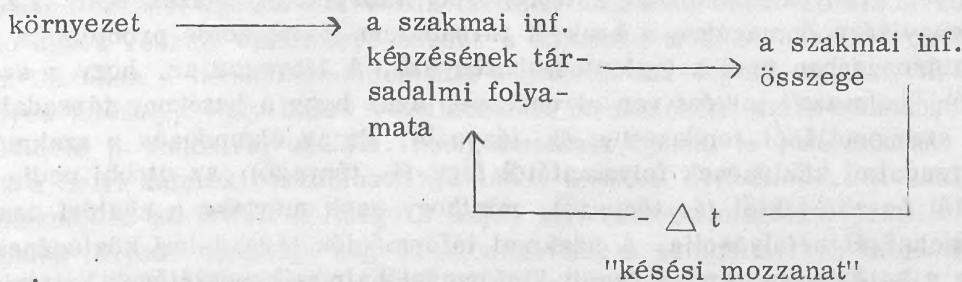 környezet
a szakmai inf.
képzésének tár-
sadalmi folya-
mata
a szakmai inf.
összege
△ t
"késési mozzanat"